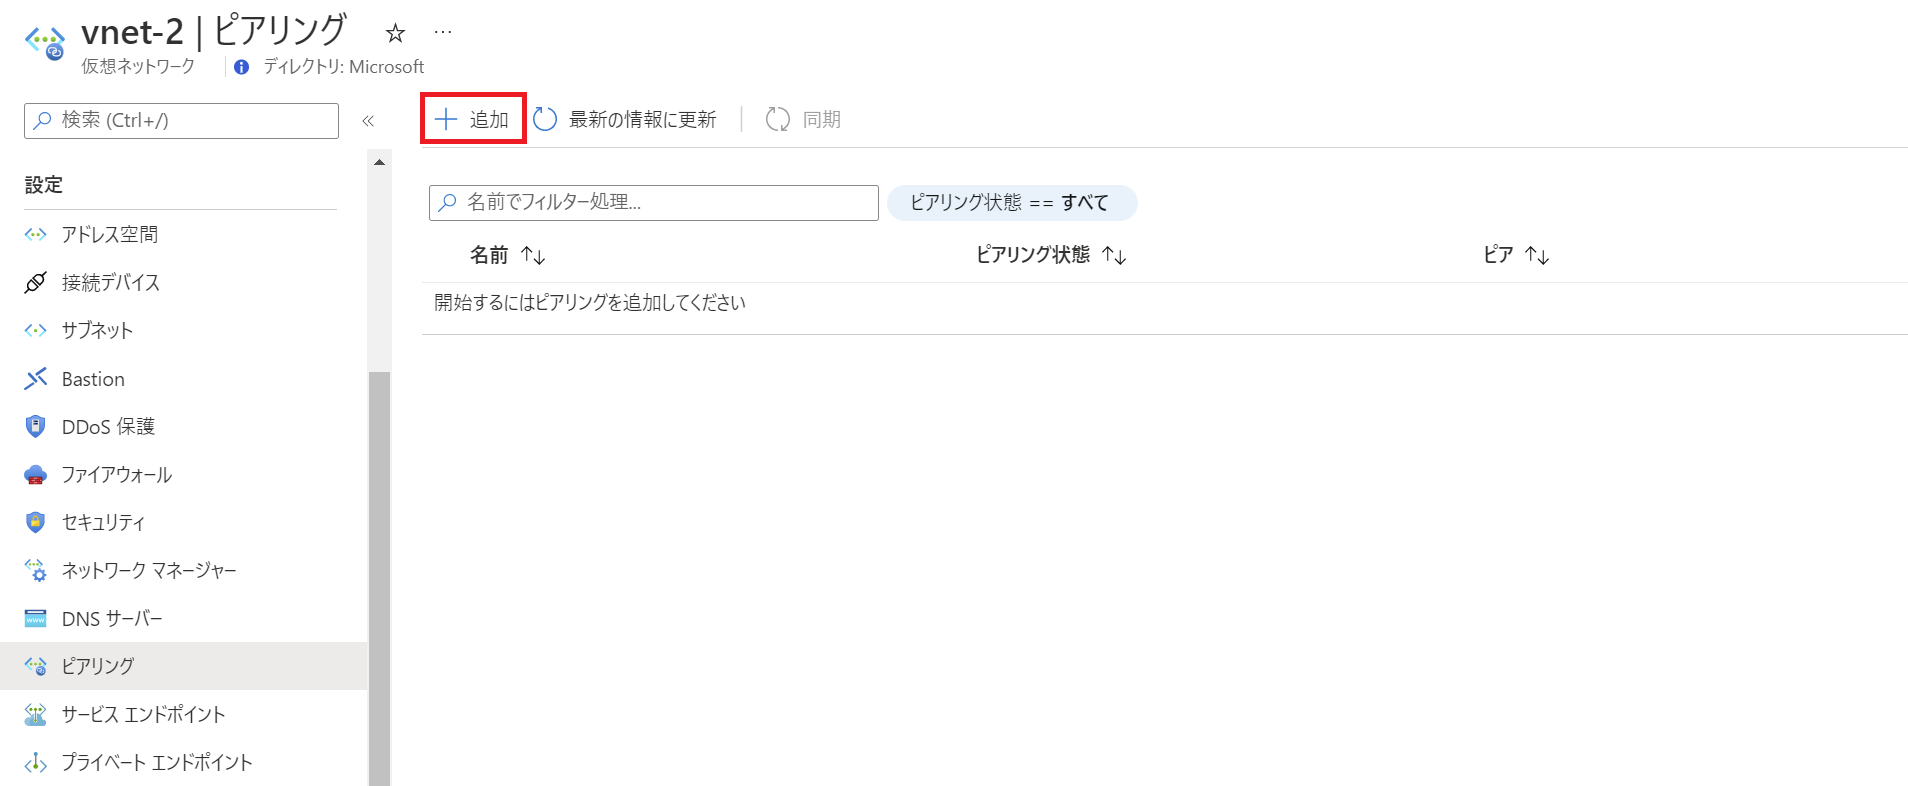 vnet-2 | ピアリング ☆ …
仮想ネットワーク ディレクトリ: Microsoft
検索 (Ctrl+/) «
設定
アドレス空間
接続デバイス
サブネット
Bastion
DDoS 保護
ファイアウォール
セキュリティ
ネットワーク マネージャー
DNS サーバー
ピアリング
サービス エンドポイント
プライベート エンドポイント
＋ 追加 最新の情報に更新 同期
名前でフィルター処理... ピアリング状態 == すべて
名前 ↑↓ ピアリング状態 ↑↓ ピア ↑↓
開始するにはピアリングを追加してください